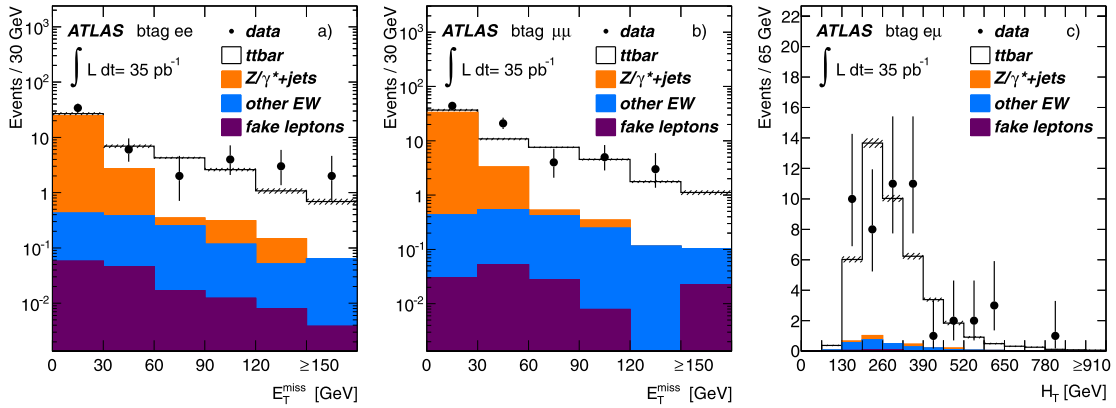 ATLAS btag ee
a)
∫ L dt= 35 pb⁻¹
data
ttbar
Z/γ*+jets
other EW
fake leptons
Events / 30 GeV
10³
10²
10
1
10⁻¹
10⁻²
0 30 60 90 120 ≥150
E_T^miss [GeV]
ATLAS btag μμ
b)
∫ L dt= 35 pb⁻¹
data
ttbar
Z/γ*+jets
other EW
fake leptons
Events / 30 GeV
10³
10²
10
1
10⁻¹
10⁻²
0 30 60 90 120 ≥150
E_T^miss [GeV]
ATLAS btag eμ
c)
∫ L dt= 35 pb⁻¹
data
ttbar
Z/γ*+jets
other EW
fake leptons
Events / 65 GeV
22
20
18
16
14
12
10
8
6
4
2
0
0 130 260 390 520 650 780 ≥910
H_T [GeV]